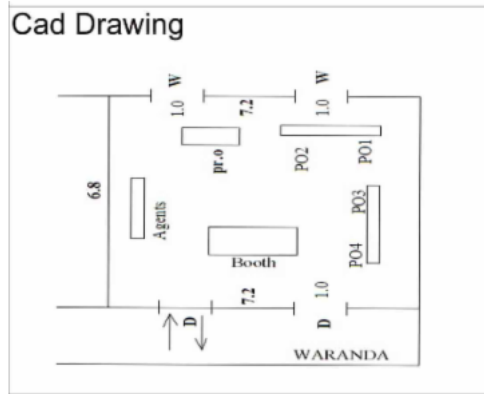 Cad Drawing
W
W
1.0
7.2
1.0
pr.o
PO2
PO1
6.8
Agents
PO3
PO4
Booth
7.2
1.0
D
D
WARANDA